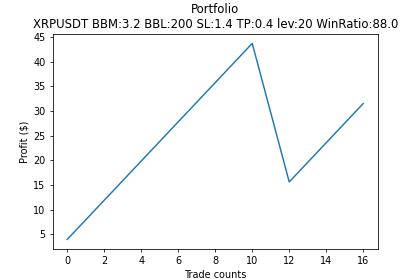 Portfolio
XRPUSDT BBM:3.2 BBL:200 SL:1.4 TP:0.4 lev:20 WinRatio:88.0
45
40
35
30
25
20
15
10
5
Profit ($)
0 2 4 6 8 10 12 14 16
Trade counts